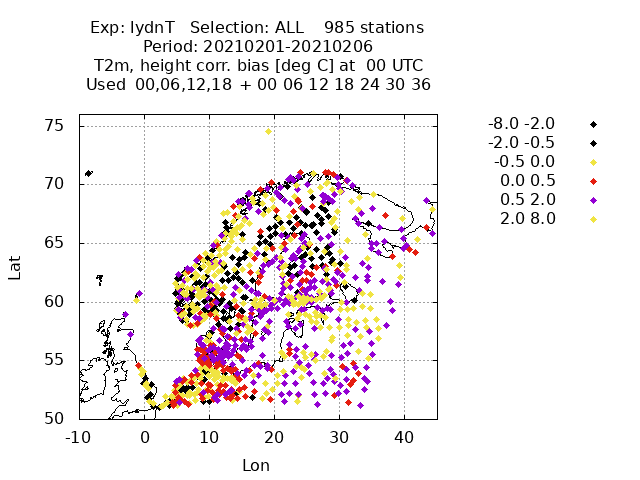 Exp: IydnT Selection: ALL 985 stations
Period: 20210201-20210206
T2m, height corr. bias [deg C] at 00 UTC
Used 00,06,12,18 + 00 06 12 18 24 30 36
75
70
65
60
55
50
-10 0 10 20 30 40
Lat
Lon
-8.0 -2.0
-2.0 -0.5
-0.5 0.0
0.0 0.5
0.5 2.0
2.0 8.0